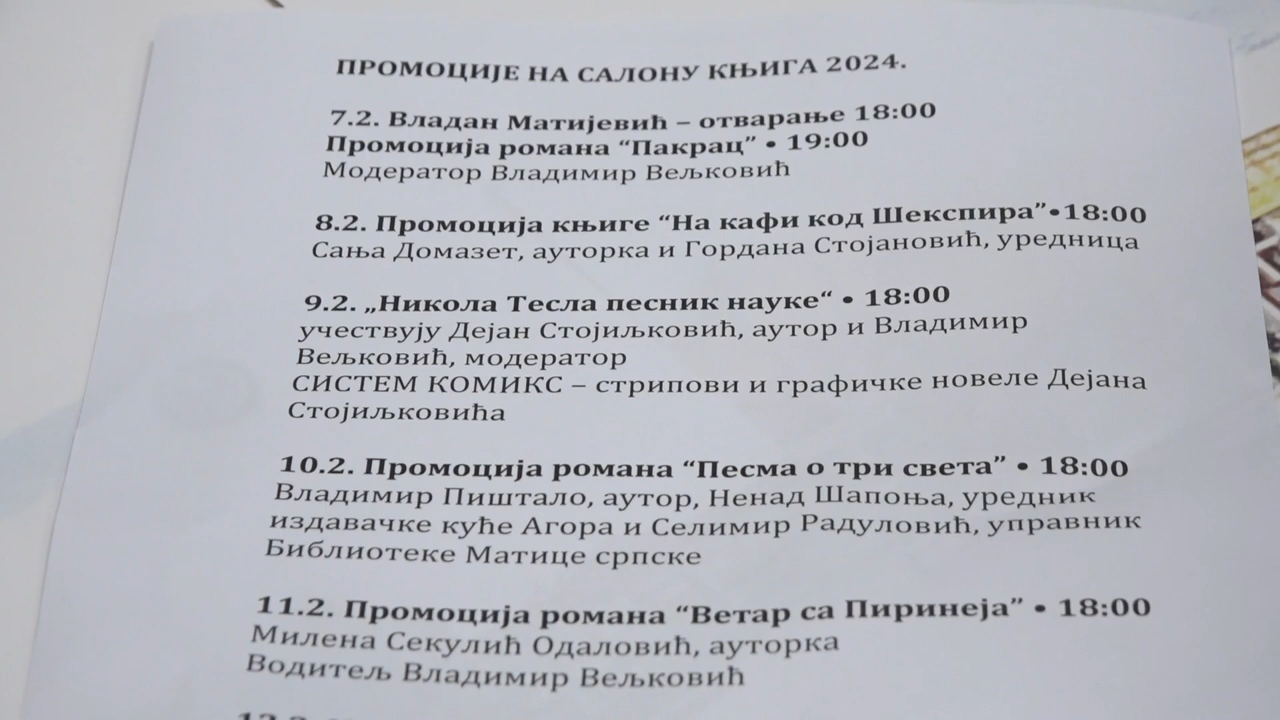 ПРОМОЦИЈЕ НА САЛОНУ КЊИГА 2024.
7.2. Владан Матијевић – отварање 18:00
Промоција романа “Пакрац” • 19:00
Модератор Владимир Вељковић
8.2. Промоција књиге “На кафи код Шекспира”•18:00
Сања Домазет, ауторка и Гордана Стојановић, уредница
9.2. „Никола Тесла песник науке“ • 18:00
учествују Дејан Стојиљковић, аутор и Владимир
Вељковић, модератор
СИСТЕМ КОМИКС – стрипови и графичке новеле Дејана
Стојиљковића
10.2. Промоција романа “Песма о три света” • 18:00
Владимир Пиштало, аутор, Ненад Шапоња, уредник
издавачке куће Агора и Селимир Радуловић, управник
Библиотеке Матице српске
11.2. Промоција романа “Ветар са Пиринеја” • 18:00
Милена Секулић Одаловић, ауторка
Водитељ Владимир Вељковић